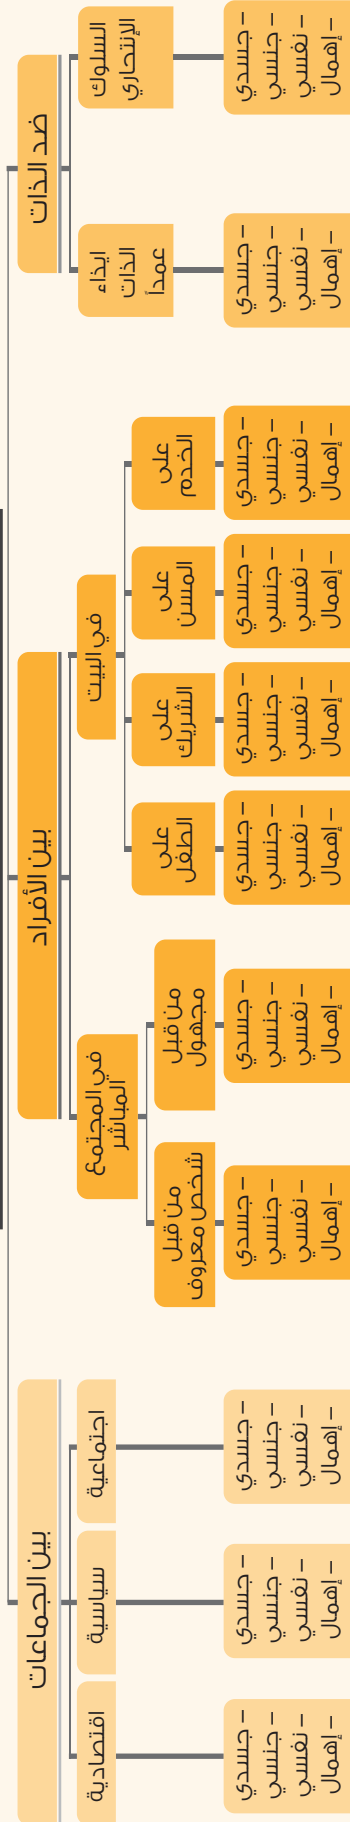 ضد الذات
السلوك
الإنتحاري
– جسدي
– جنسي
– نفسي
– إهمال
ايذاء
الذات
عمداً
– جسدي
– جنسي
– نفسي
– إهمال
بين الأفراد
في البيت
على
الخدم
– جسدي
– جنسي
– نفسي
– إهمال
على
المسن
– جسدي
– جنسي
– نفسي
– إهمال
على
الشريك
– جسدي
– جنسي
– نفسي
– إهمال
على
الطفل
– جسدي
– جنسي
– نفسي
– إهمال
في المجتمع
المباشر
من قبل
مجهول
– جسدي
– جنسي
– نفسي
– إهمال
من قبل
شخص معروف
– جسدي
– جنسي
– نفسي
– إهمال
بين الجماعات
اجتماعية
– جسدي
– جنسي
– نفسي
– إهمال
سياسية
– جسدي
– جنسي
– نفسي
– إهمال
اقتصادية
– جسدي
– جنسي
– نفسي
– إهمال